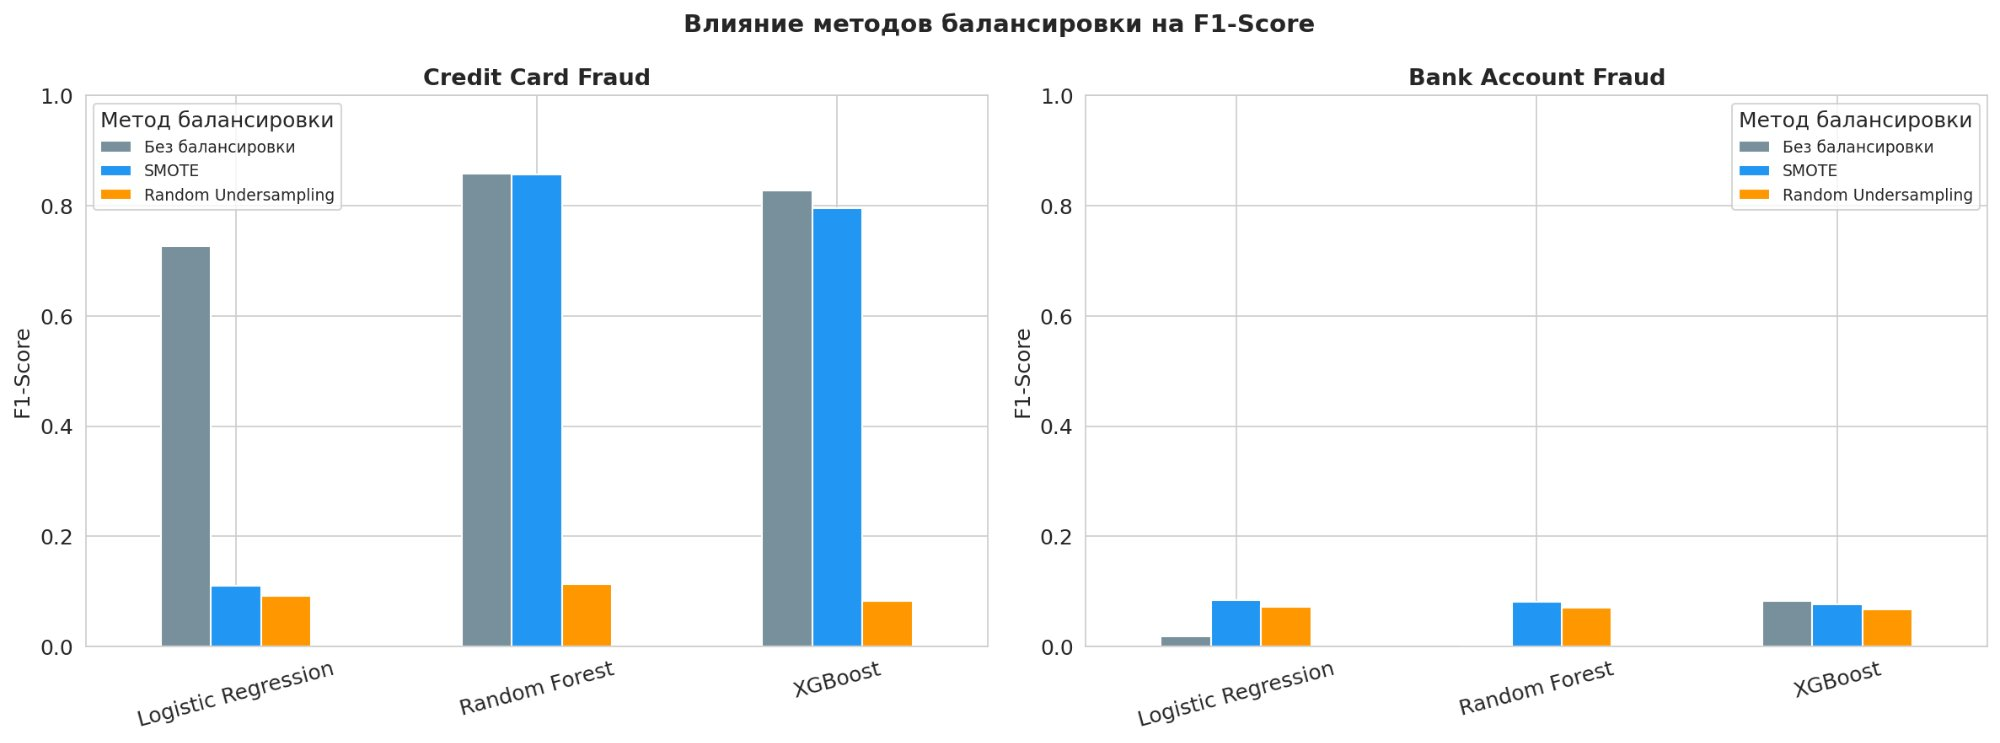 Влияние методов балансировки на F1-Score
Credit Card Fraud
1.0
0.8
0.6
0.4
0.2
0.0
F1-Score
Метод балансировки
Без балансировки
SMOTE
Random Undersampling
Logistic Regression
Random Forest
XGBoost
Bank Account Fraud
1.0
0.8
0.6
0.4
0.2
0.0
F1-Score
Метод балансировки
Без балансировки
SMOTE
Random Undersampling
Logistic Regression
Random Forest
XGBoost